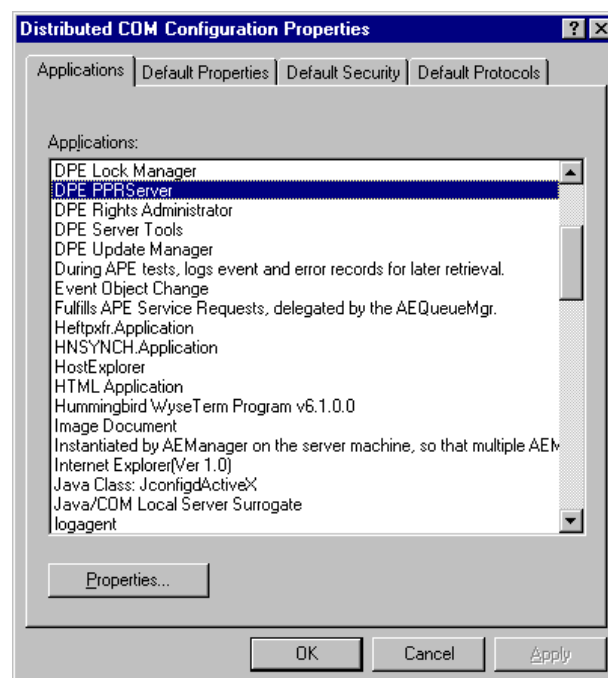 Distributed COM Configuration Properties
Applications Default Properties Default Security Default Protocols
Applications:
DPE Lock Manager
DPE PPRServer
DPE Rights Administrator
DPE Server Tools
DPE Update Manager
During APE tests, logs event and error records for later retrieval.
Event Object Change
Fulfills APE Service Requests, delegated by the AEQueueMgr.
Heftpxfr.Application
HNSYNCH.Application
HostExplorer
HTML Application
Hummingbird WyseTerm Program v6.1.0.0
Image Document
Instantiated by AEManager on the server machine, so that multiple AEM
Internet Explorer(Ver 1.0)
Java Class: JconfigdActiveX
Java/COM Local Server Surrogate
logagent
Properties...
OK Cancel Apply